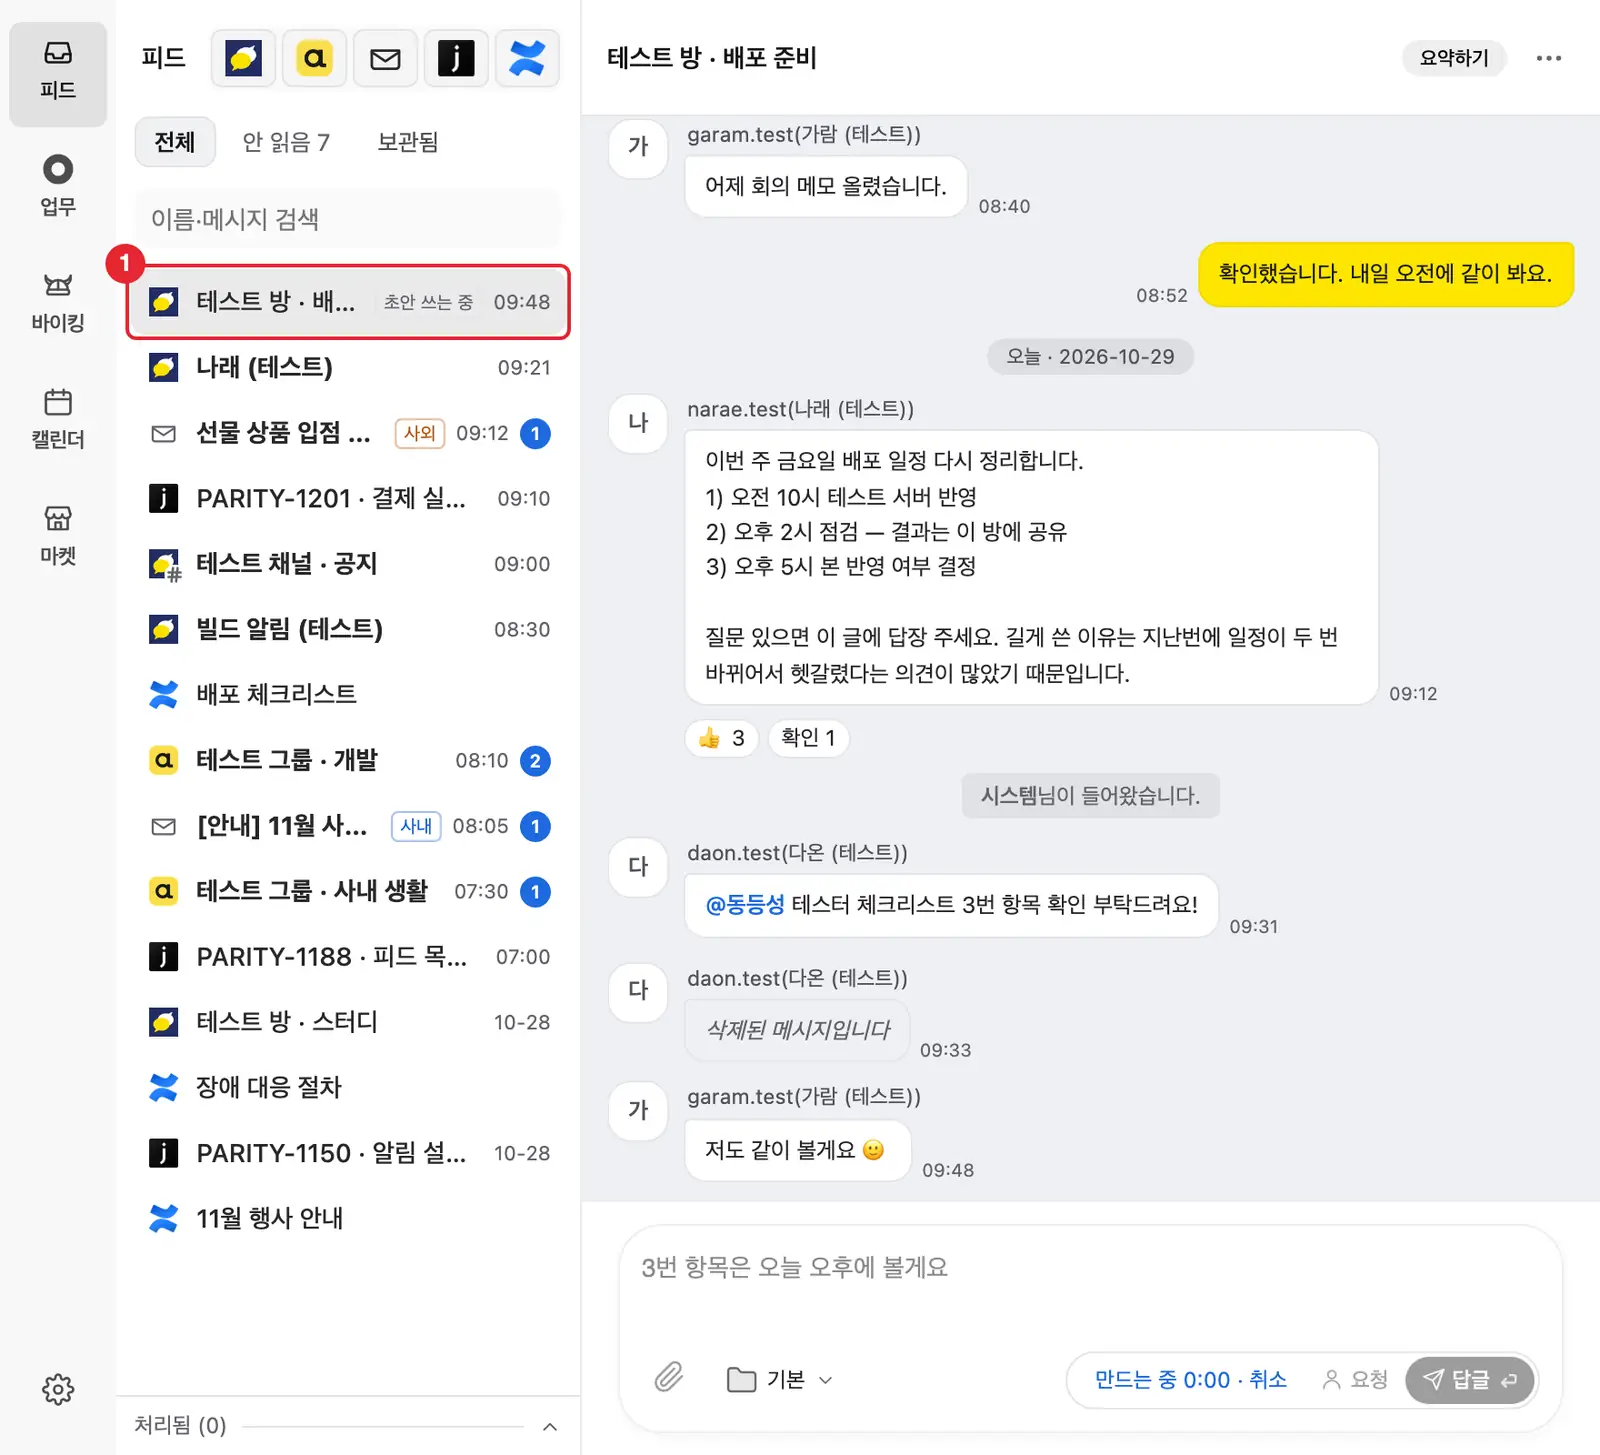 피드
업무
바이킹
캘린더
마켓
피드
a
j
전체
안 읽음 7
보관됨
이름·메시지 검색
1
테스트 방 · 배... 초안 쓰는 중 09:48
나래 (테스트) 09:21
선물 상품 입점 ... 사외 09:12 1
j PARITY-1201 · 결제 실... 09:10
# 테스트 채널 · 공지 09:00
빌드 알림 (테스트) 08:30
배포 체크리스트
a 테스트 그룹 · 개발 08:10 2
[안내] 11월 사... 사내 08:05 1
a 테스트 그룹 · 사내 생활 07:30 1
j PARITY-1188 · 피드 목... 07:00
테스트 방 · 스터디 10-28
장애 대응 절차
j PARITY-1150 · 알림 설... 10-28
11월 행사 안내
처리됨 (0)
테스트 방 · 배포 준비
요약하기
가
garam.test(가람 (테스트))
어제 회의 메모 올렸습니다.
08:40
확인했습니다. 내일 오전에 같이 봐요.
08:52
오늘 · 2026-10-29
나
narae.test(나래 (테스트))
이번 주 금요일 배포 일정 다시 정리합니다.
1) 오전 10시 테스트 서버 반영
2) 오후 2시 점검 — 결과는 이 방에 공유
3) 오후 5시 본 반영 여부 결정
질문 있으면 이 글에 답장 주세요. 길게 쓴 이유는 지난번에 일정이 두 번
바뀌어서 헷갈렸다는 의견이 많았기 때문입니다.
09:12
👍 3
확인 1
시스템님이 들어왔습니다.
다
daon.test(다온 (테스트))
@동등성 테스터 체크리스트 3번 항목 확인 부탁드려요!
09:31
다
daon.test(다온 (테스트))
삭제된 메시지입니다
09:33
가
garam.test(가람 (테스트))
저도 같이 볼게요 🙂
09:48
3번 항목은 오늘 오후에 볼게요
기본
만드는 중 0:00 · 취소
요청
답글